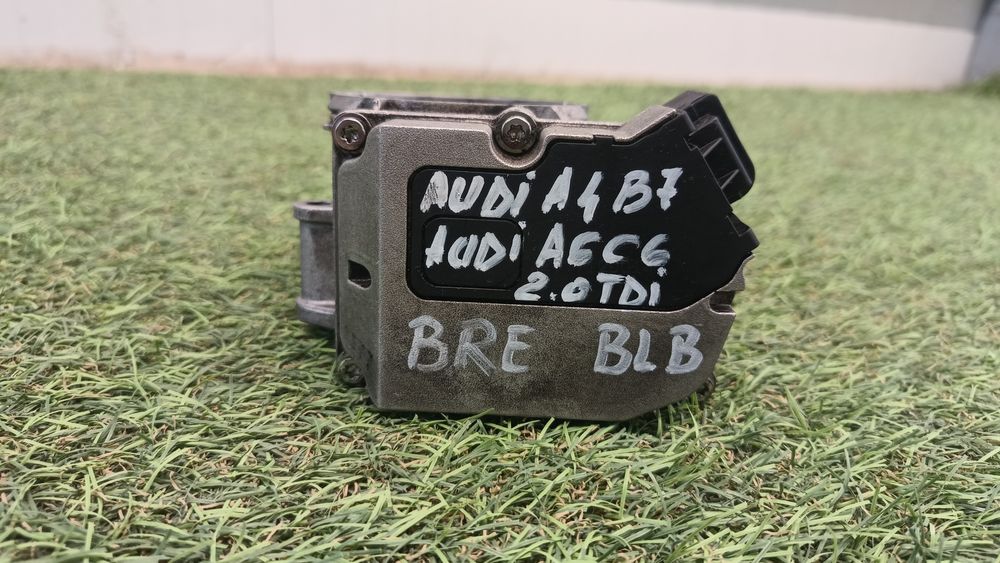 AUDi A4 B7
AUDi A6C6
2.0TDi
BRE BLB